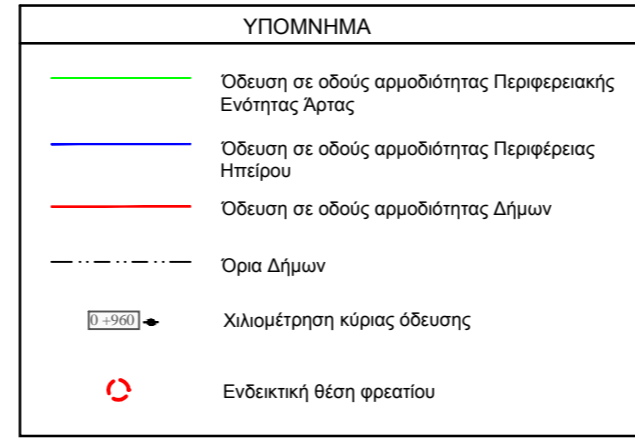 ΥΠΟΜΝΗΜΑ
Όδευση σε οδούς αρμοδιότητας Περιφερειακής
Ενότητας Άρτας
Όδευση σε οδούς αρμοδιότητας Περιφέρειας
Ηπείρου
Όδευση σε οδούς αρμοδιότητας Δήμων
Όρια Δήμων
0 +960 Χιλιομέτρηση κύριας όδευσης
Ενδεικτική θέση φρεατίου